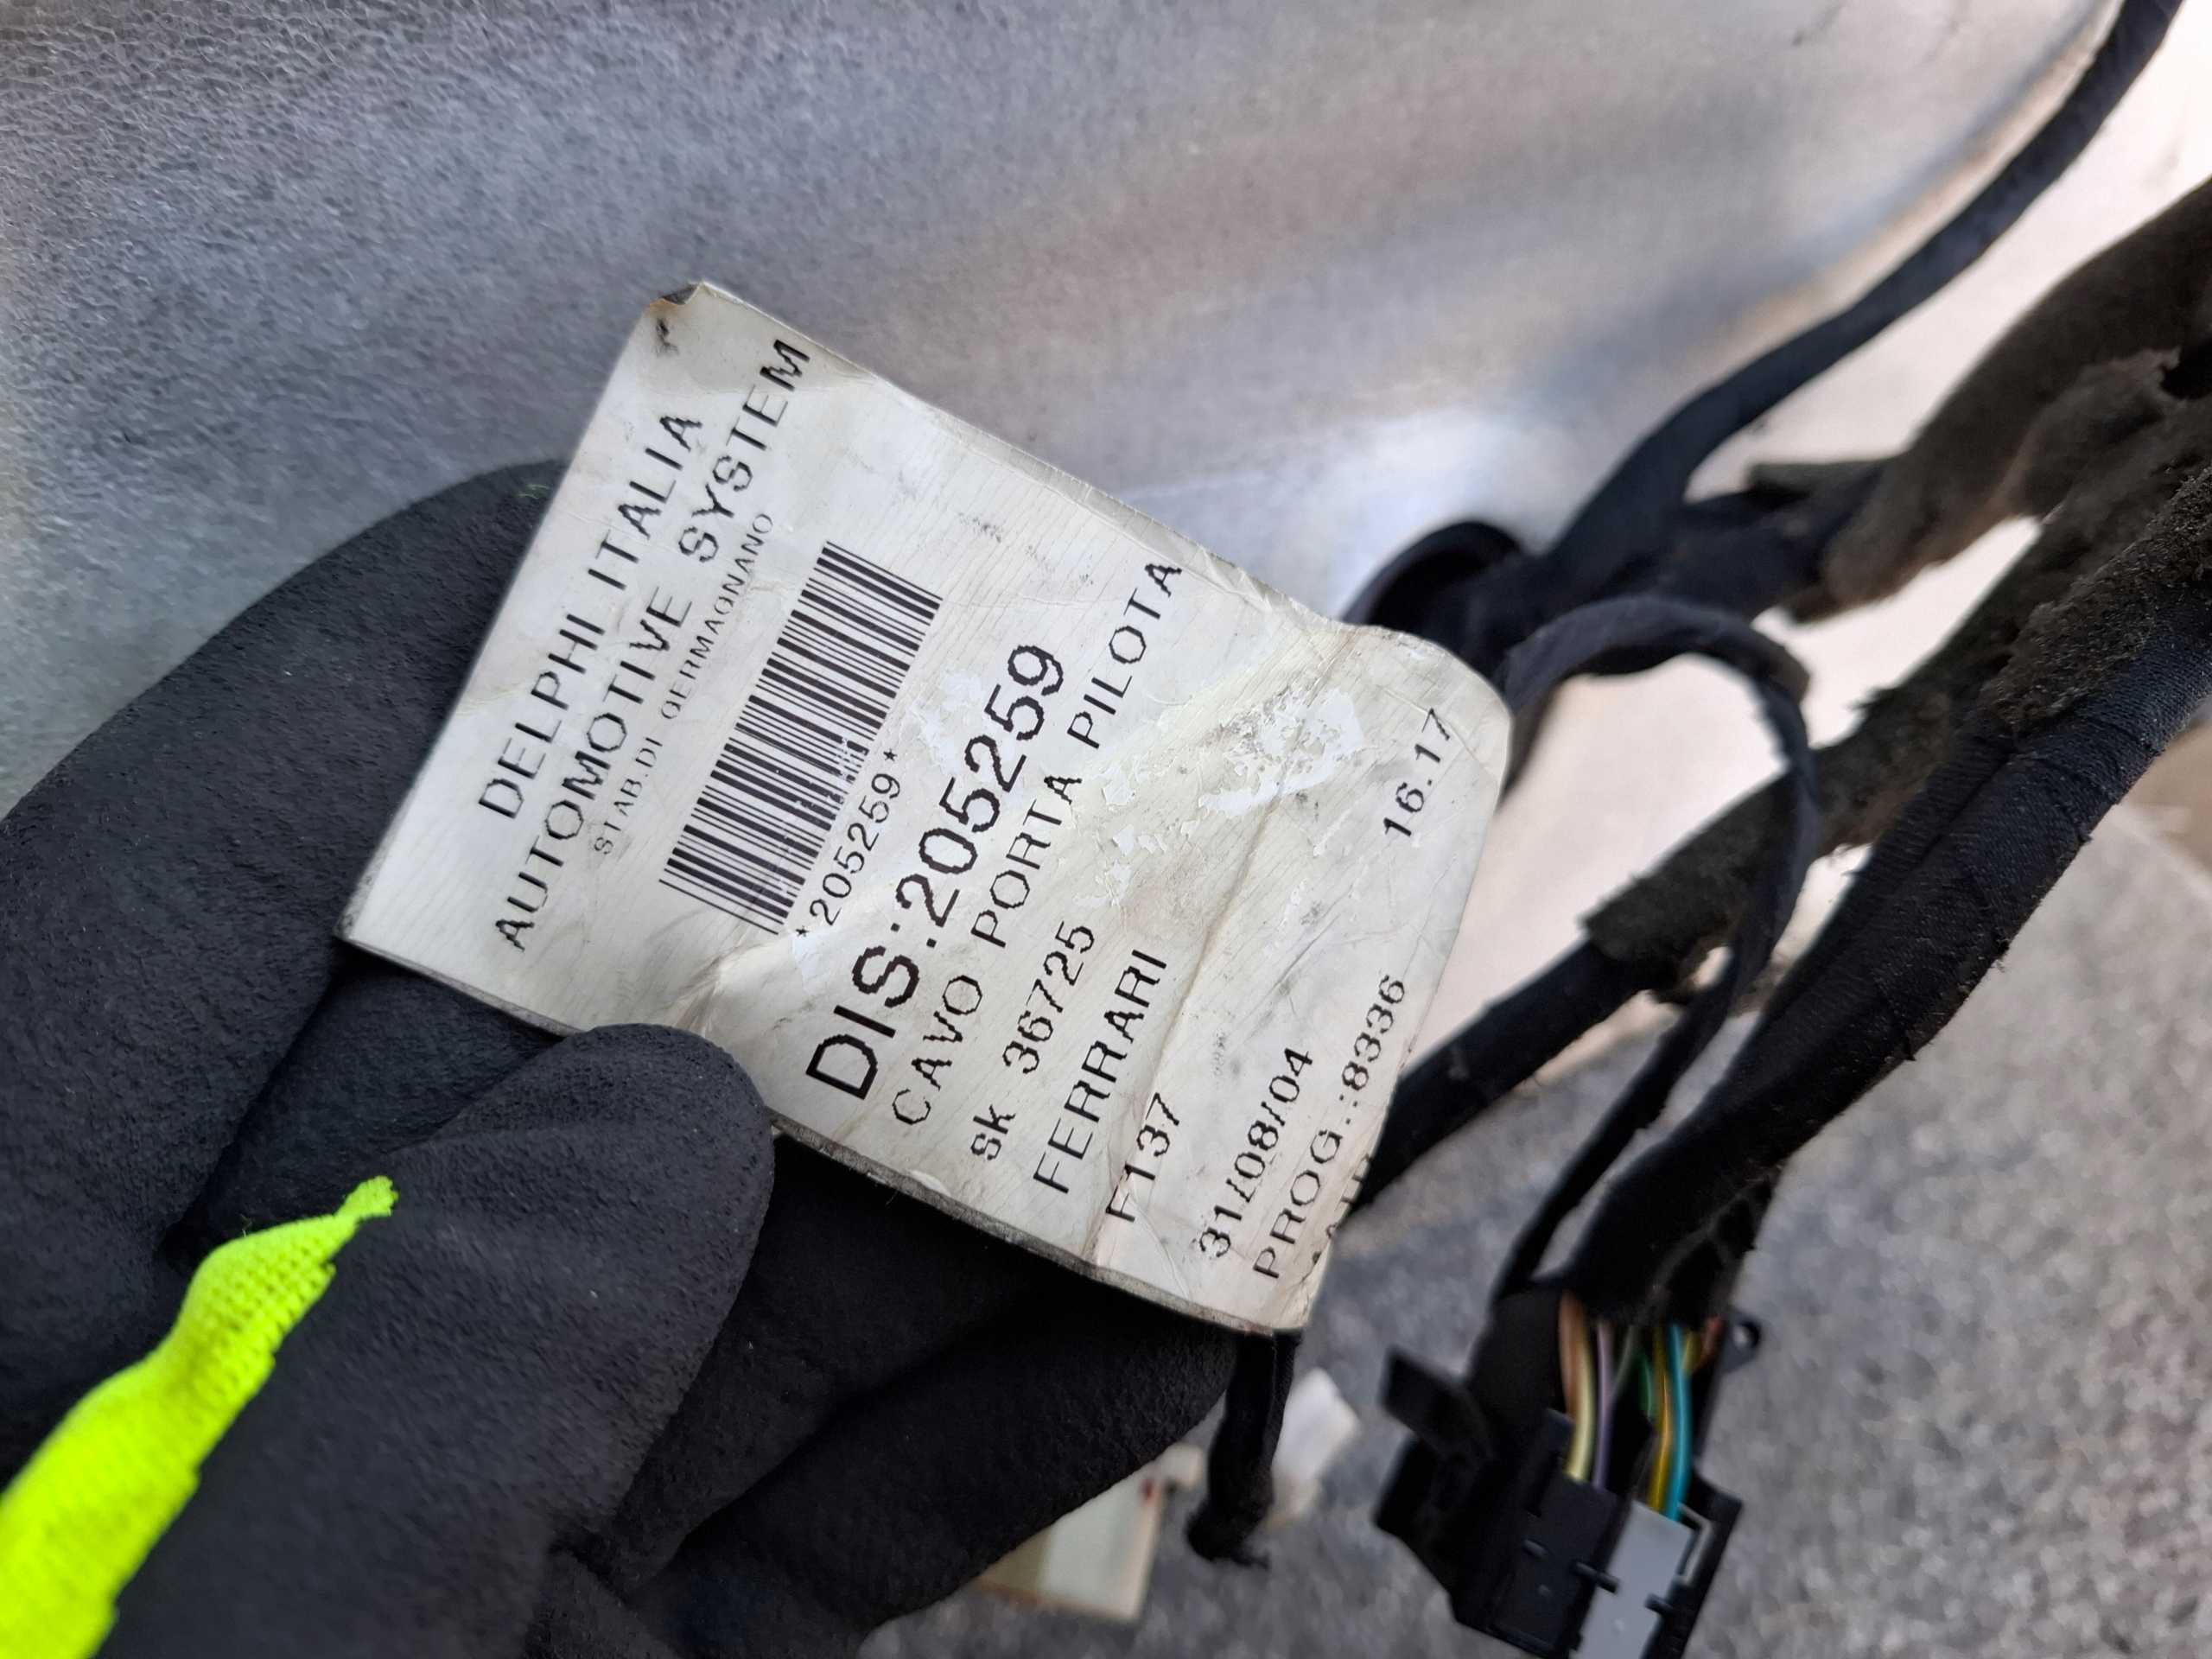 DELPHI ITALIA
AUTOMOTIVE SYSTEM
STAB.DI GERMAGNANO
*205259*
DIS:205259
CAVO PORTA PILOTA
sk 36725
FERRARI
F137
31/08/04 16.17
PROG.:8336